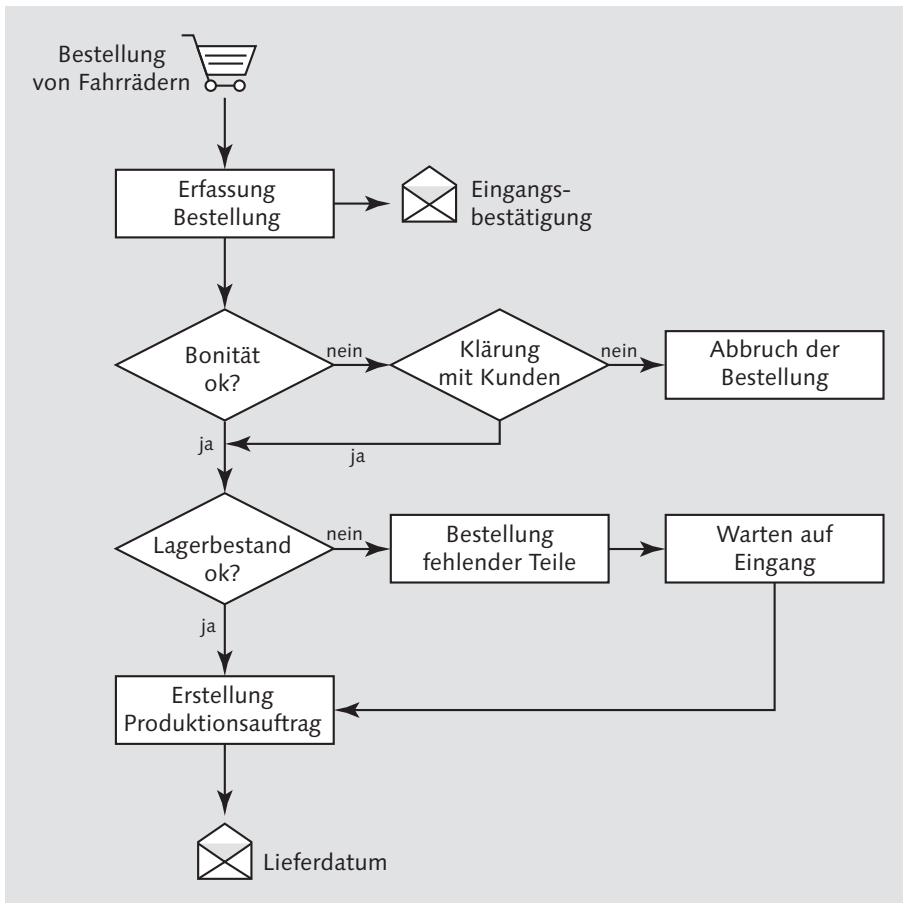 Bestellung
von Fahrrädern
Erfassung
Bestellung
Eingangs-
bestätigung
Bonität
ok?
nein
Klärung
mit Kunden
nein
Abbruch der
Bestellung
ja
ja
Lagerbestand
ok?
nein
Bestellung
fehlender Teile
Warten auf
Eingang
ja
Erstellung
Produktionsauftrag
Lieferdatum